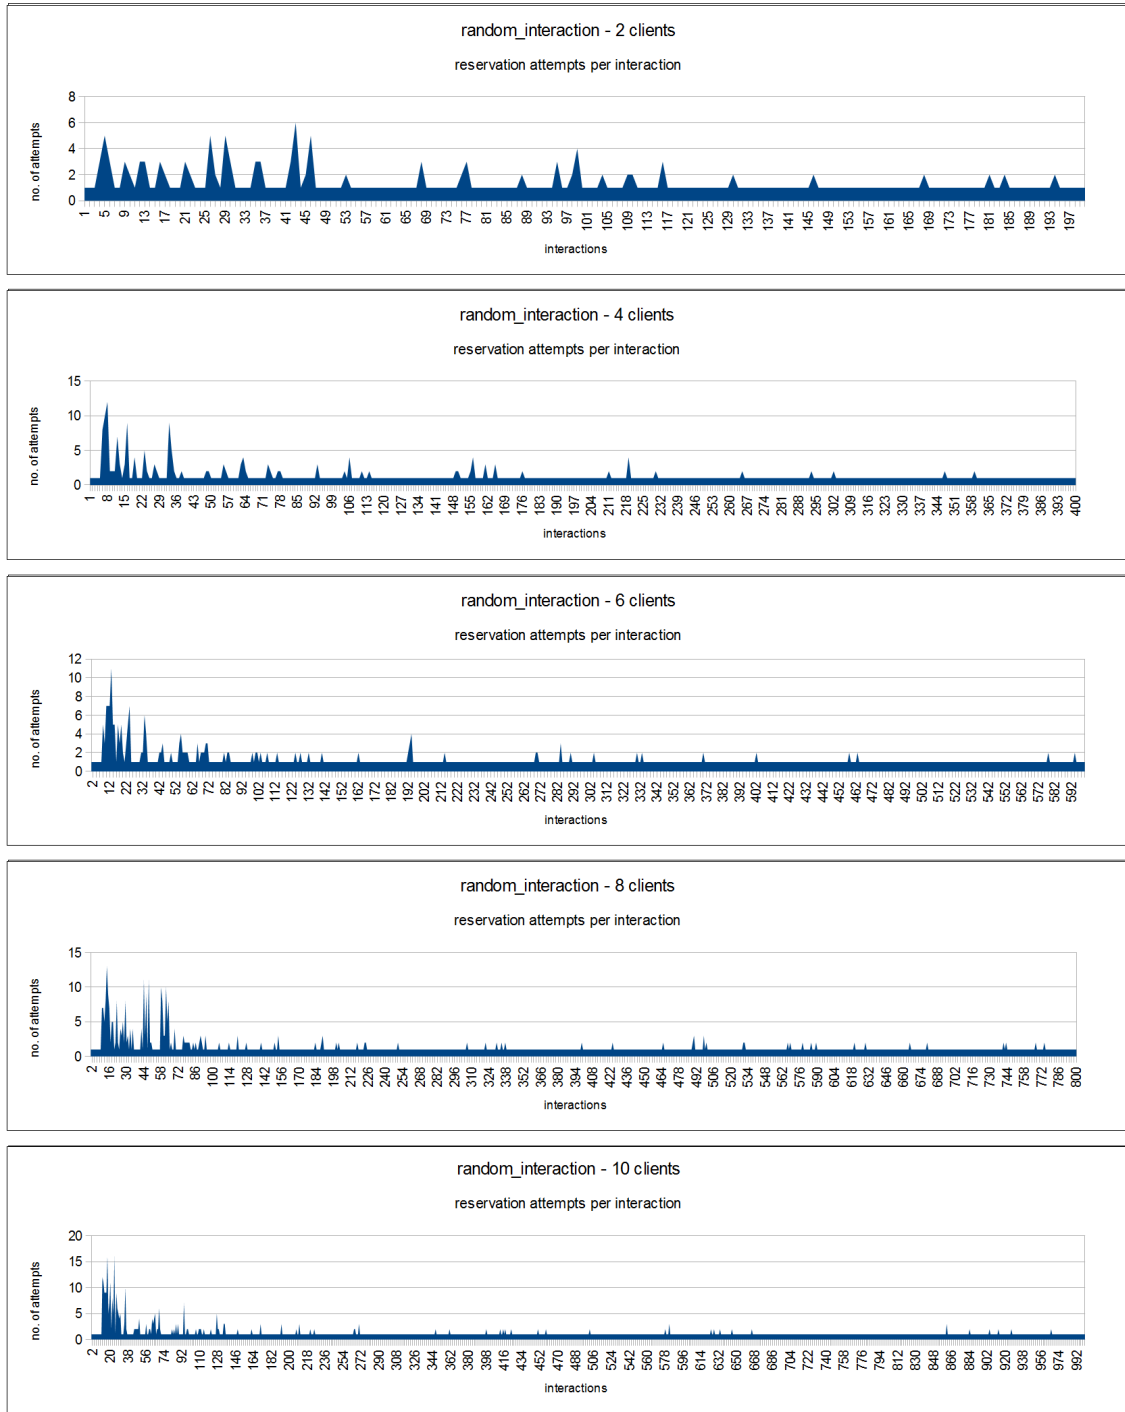 random_interaction - 2 clients
reservation attempts per interaction
no. of attempts
8
6
4
2
0
1 5 9 13 17 21 25 29 33 37 41 45 49 53 57 61 65 69 73 77 81 85 89 93 97 101 105 109 113 117 121 125 129 133 137 141 145 149 153 157 161 165 169 173 177 181 185 189 193 197
interactions
random_interaction - 4 clients
reservation attempts per interaction
no. of attempts
15
10
5
0
1 8 15 22 29 36 43 50 57 64 71 78 85 92 99 106 113 120 127 134 141 148 155 162 169 176 183 190 197 204 211 218 225 232 239 246 253 260 267 274 281 288 295 302 309 316 323 330 337 344 351 358 365 372 379 386 393 400
interactions
random_interaction - 6 clients
reservation attempts per interaction
no. of attempts
12
10
8
6
4
2
0
2 12 22 32 42 52 62 72 82 92 102 112 122 132 142 152 162 172 182 192 202 212 222 232 242 252 262 272 282 292 302 312 322 332 342 352 362 372 382 392 402 412 422 432 442 452 462 472 482 492 502 512 522 532 542 552 562 572 582 592
interactions
random_interaction - 8 clients
reservation attempts per interaction
no. of attempts
15
10
5
0
2 16 30 44 58 72 86 100 114 128 142 156 170 184 198 212 226 240 254 268 282 296 310 324 338 352 366 380 394 408 422 436 450 464 478 492 506 520 534 548 562 576 590 604 618 632 646 660 674 688 702 716 730 744 758 772 786 800
interactions
random_interaction - 10 clients
reservation attempts per interaction
no. of attempts
20
15
10
5
0
2 20 38 56 74 92 110 128 146 164 182 200 218 236 254 272 290 308 326 344 362 380 398 416 434 452 470 488 506 524 542 560 578 596 614 632 650 668 686 704 722 740 758 776 794 812 830 848 866 884 902 920 938 956 974 992
interactions